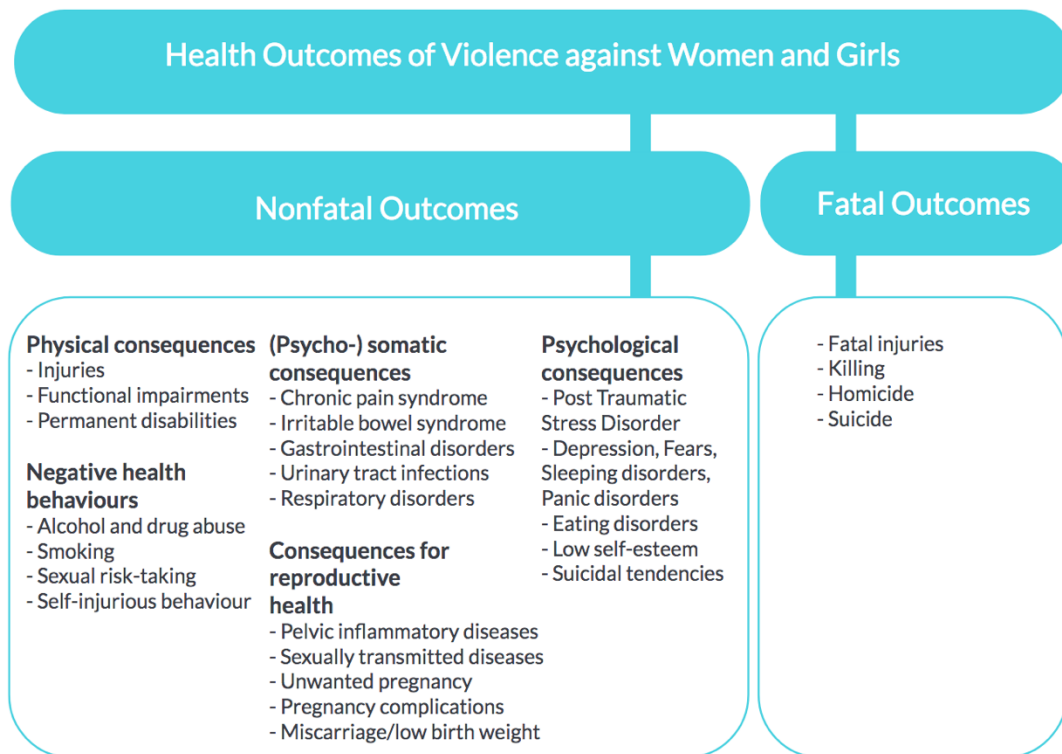 Health Outcomes of Violence against Women and Girls
Nonfatal Outcomes
Fatal Outcomes
Physical consequences
- Injuries
- Functional impairments
- Permanent disabilities
Negative health
behaviours
- Alcohol and drug abuse
- Smoking
- Sexual risk-taking
- Self-injurious behaviour
(Psycho-) somatic
consequences
- Chronic pain syndrome
- Irritable bowel syndrome
- Gastrointestinal disorders
- Urinary tract infections
- Respiratory disorders
Consequences for
reproductive
health
- Pelvic inflammatory diseases
- Sexually transmitted diseases
- Unwanted pregnancy
- Pregnancy complications
- Miscarriage/low birth weight
Psychological
consequences
- Post Traumatic
Stress Disorder
- Depression, Fears,
Sleeping disorders,
Panic disorders
- Eating disorders
- Low self-esteem
- Suicidal tendencies
- Fatal injuries
- Killing
- Homicide
- Suicide